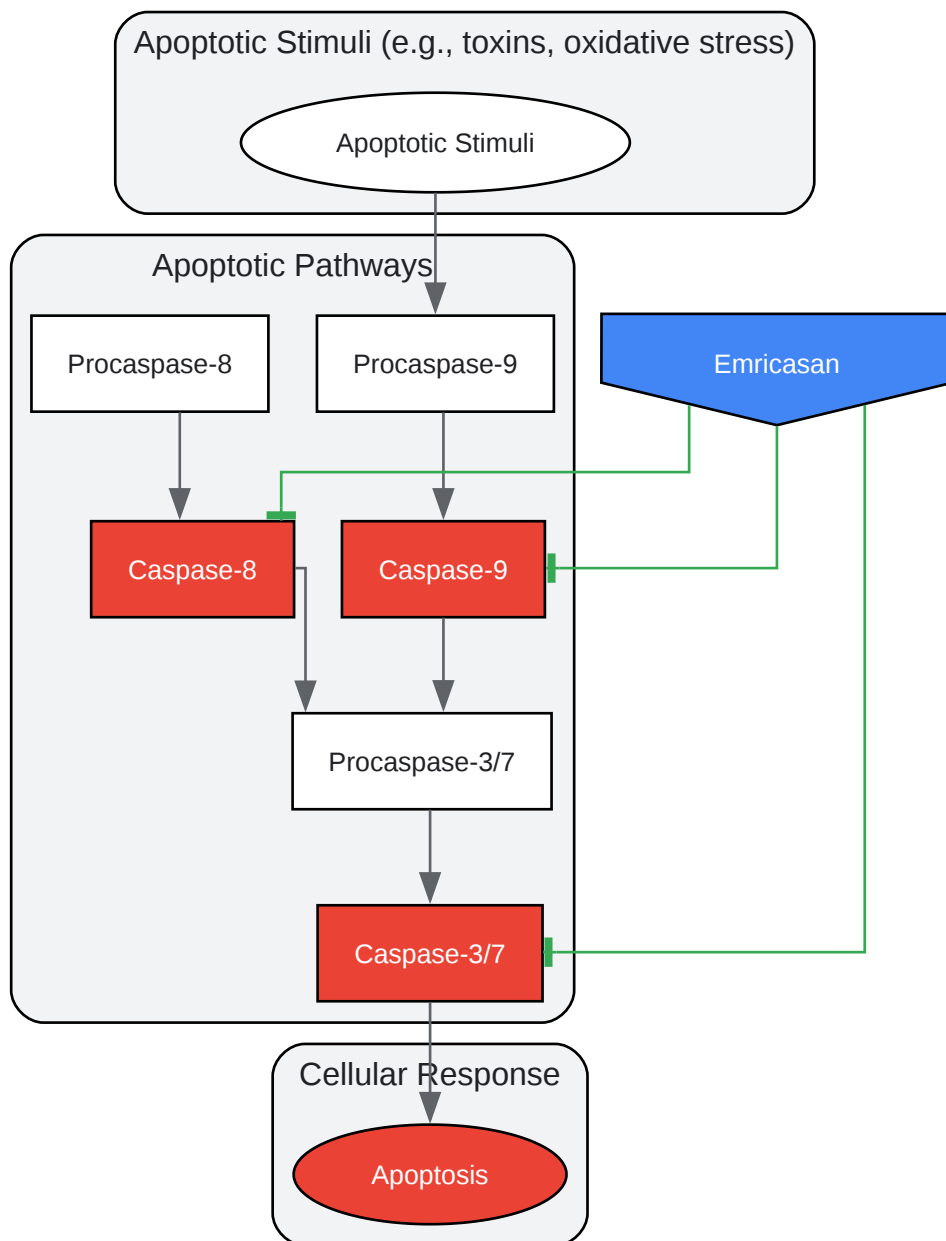 Apoptotic Stimuli (e.g., toxins, oxidative stress)
Apoptotic Stimuli
Apoptotic Pathways
Procaspase-8
Procaspase-9
Emricasan
Caspase-8
Caspase-9
Procaspase-3/7
Caspase-3/7
Cellular Response
Apoptosis